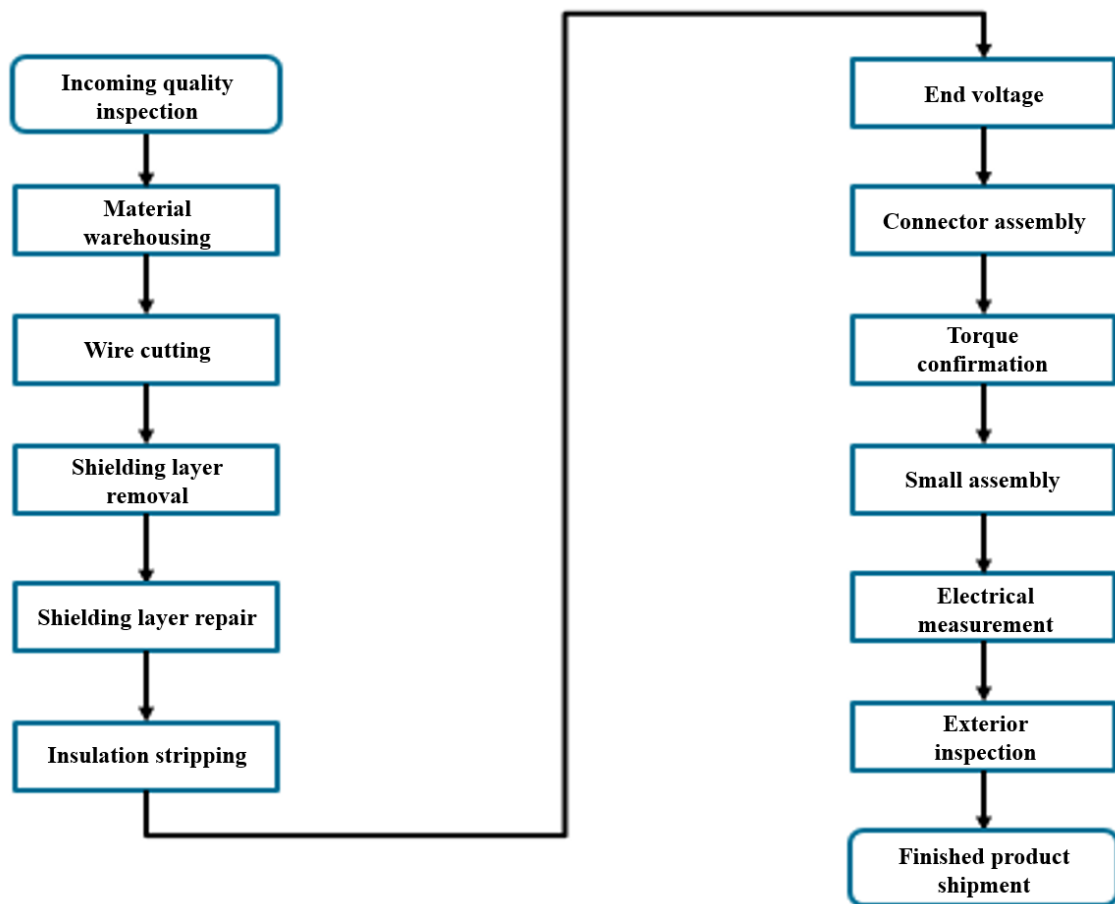 Incoming quality
inspection
Material
warehousing
Wire cutting
Shielding layer
removal
Shielding layer repair
Insulation stripping
End voltage
Connector assembly
Torque
confirmation
Small assembly
Electrical
measurement
Exterior
inspection
Finished product
shipment